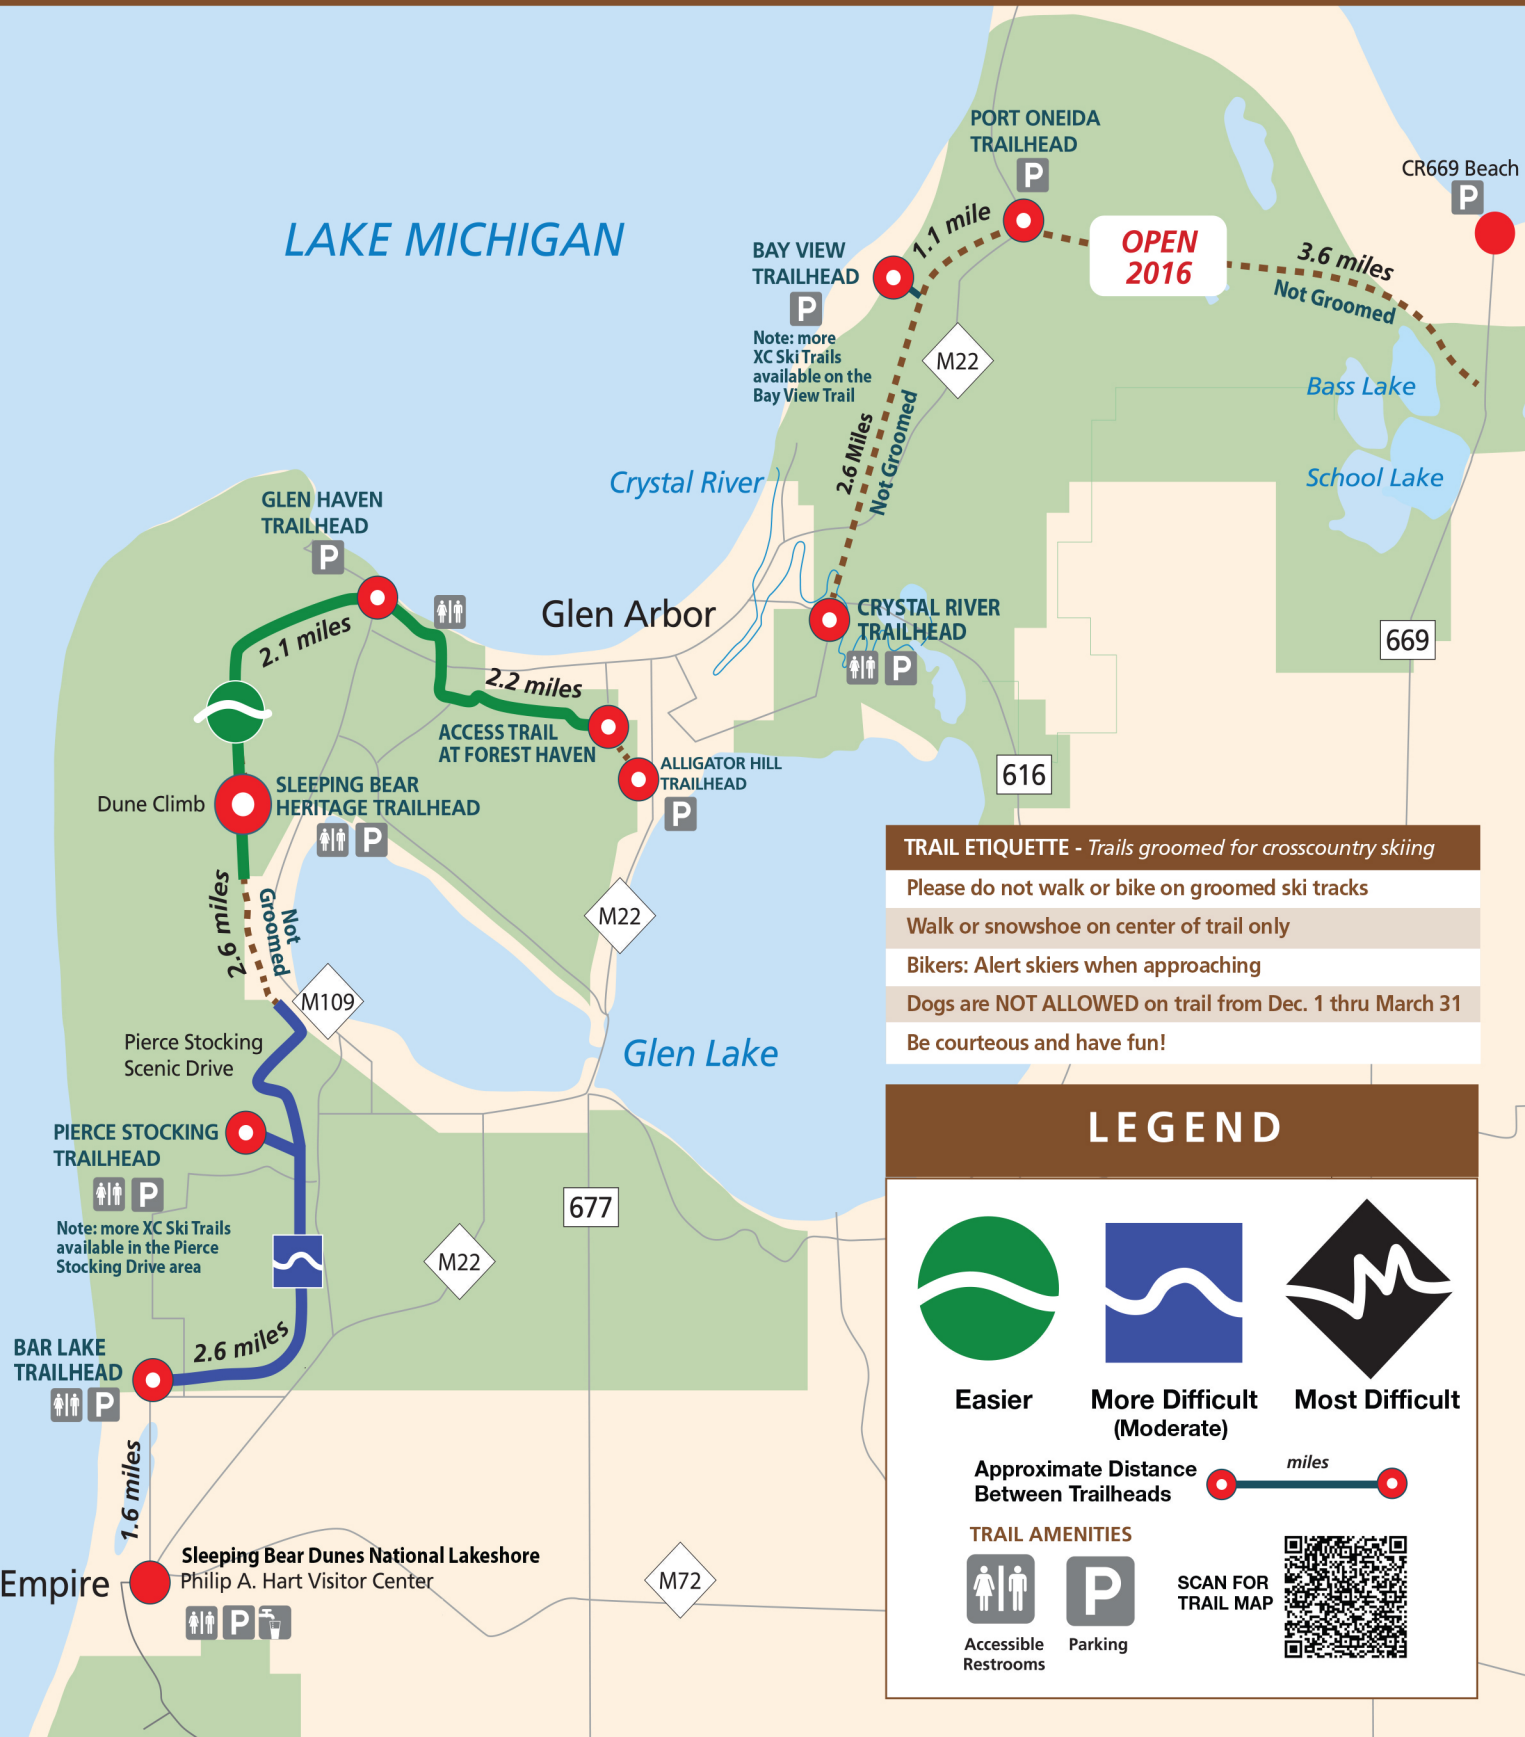 PORT ONEIDA
TRAILHEAD
P
CR669 Beach
P
LAKE MICHIGAN
1.1 mile
BAY VIEW
TRAILHEAD
P
Note: more
XC Ski Trails
available on the
Bay View Trail
OPEN
2016
3.6 miles
Not Groomed
M22
Bass Lake
2.6 Miles
Not Groomed
Crystal River
School Lake
GLEN HAVEN
TRAILHEAD
P
Glen Arbor
CRYSTAL RIVER
TRAILHEAD
P
669
2.1 miles
2.2 miles
ACCESS TRAIL
AT FOREST HAVEN
ALLIGATOR HILL
TRAILHEAD
P
616
Dune Climb
SLEEPING BEAR
HERITAGE TRAILHEAD
P
2.6 miles
Not
Groomed
M22
M109
Pierce Stocking
Scenic Drive
Glen Lake
PIERCE STOCKING
TRAILHEAD
P
Note: more XC Ski Trails
available in the Pierce
Stocking Drive area
677
M22
BAR LAKE
TRAILHEAD
P
2.6 miles
1.6 miles
Empire
Sleeping Bear Dunes National Lakeshore
Philip A. Hart Visitor Center
P
M72
TRAIL ETIQUETTE - Trails groomed for crosscountry skiing
Please do not walk or bike on groomed ski tracks
Walk or snowshoe on center of trail only
Bikers: Alert skiers when approaching
Dogs are NOT ALLOWED on trail from Dec. 1 thru March 31
Be courteous and have fun!
LEGEND
Easier
More Difficult
(Moderate)
Most Difficult
Approximate Distance
Between Trailheads
miles
TRAIL AMENITIES
P
Accessible
Restrooms
Parking
SCAN FOR
TRAIL MAP